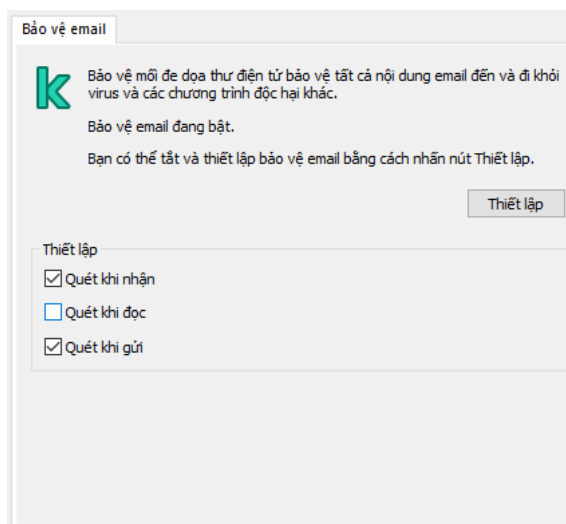 Bảo vệ email
Bảo vệ mối đe dọa thư điện tử bảo vệ tất cả nội dung email đến và đi khỏi
virus và các chương trình độc hại khác.
Bảo vệ email đang bật.
Bạn có thể tắt và thiết lập bảo vệ email bằng cách nhấn nút Thiết lập.
Thiết lập
Thiết lập
Quét khi nhận
Quét khi đọc
Quét khi gửi